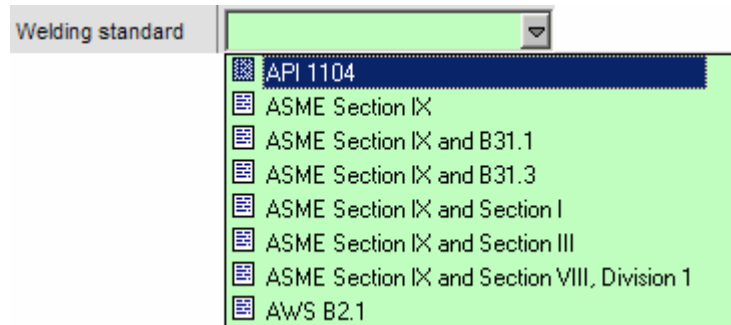 Welding standard
API 1104
ASME Section IX
ASME Section IX and B31.1
ASME Section IX and B31.3
ASME Section IX and Section I
ASME Section IX and Section III
ASME Section IX and Section VIII, Division 1
AWS B2.1